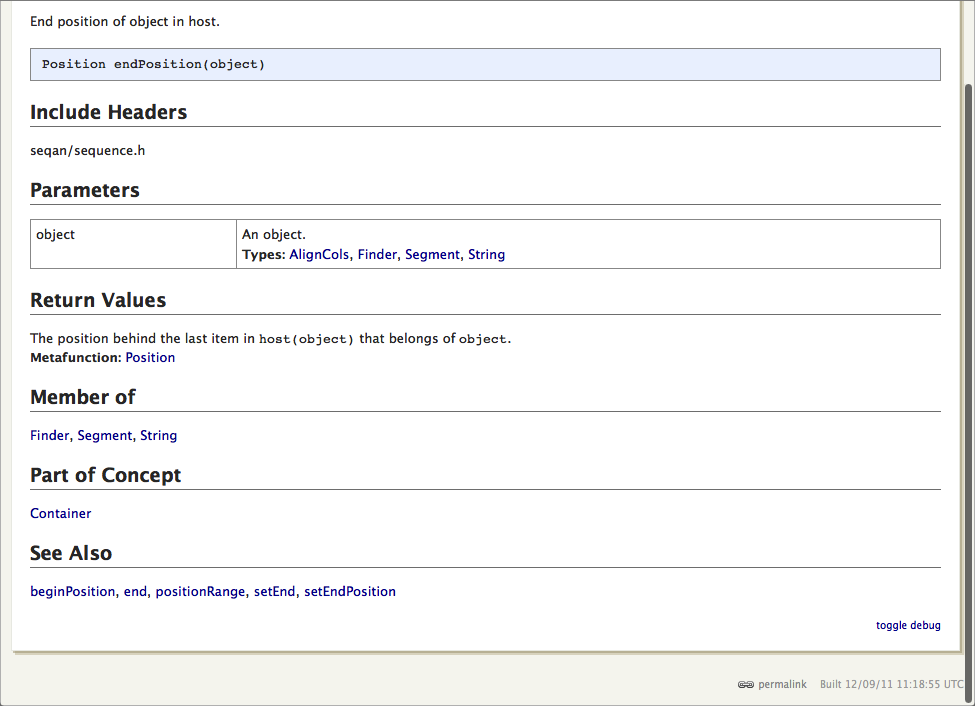 End position of object in host.
Position endPosition(object)
Include Headers
seqan/sequence.h
Parameters
object
An object.
Types: AlignCols, Finder, Segment, String
Return Values
The position behind the last item in host(object) that belongs of object.
Metafunction: Position
Member of
Finder, Segment, String
Part of Concept
Container
See Also
beginPosition, end, positionRange, setEnd, setEndPosition
toggle debug
permalink Built 12/09/11 11:18:55 UTC